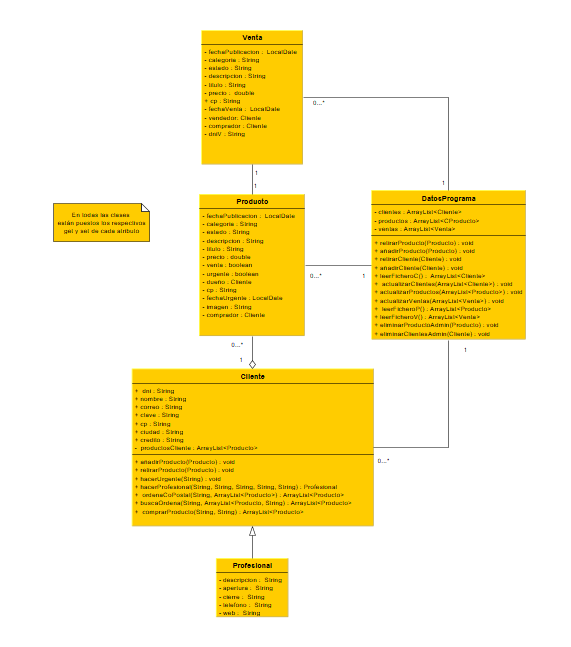 Venta
- fechaPublicacion : LocalDate
- categoria : String
- estado : String
- descripcion : String
- titulo : String
- precio : double
+ cp : String
- fechaVenta : LocalDate
- vendedor: Cliente
- comprador : Cliente
- dniV : String
0...*
1
1
1
En todas las clases
están puestos los respectivos
get y set de cada atributo
Producto
- fechaPublicacion : LocalDate
- categoria : String
- estado : String
- descripcion : String
- titulo : String
- precio : double
- venta : boolean
- urgente : boolean
- dueño : Cliente
- cp : String
- fechaUrgente : LocalDate
- imagen : String
- comprador : Cliente
0...*
1
DatosPrograma
- clientes : ArrayList<Cliente>
- productos : ArrayList<CProducto>
- ventas : ArrayList<Venta>
+ retirarProducto(Producto) : void
+ añadirProducto(Producto) : void
+ retirarCliente(Cliente) : void
+ añadirCliente(Cliente) : void
+ leerFicheroC() : ArrayList<Cliente>
+ actualizarClientes(ArrayList<Cliente>) : void
+ actualizarProductos(ArrayList<Producto>) : void
+ actualizarVentas(ArrayList<Venta>) : void
+ leerFicheroP() : ArrayList<Producto>
+ leerFicheroV() : ArrayList<Venta>
+ eliminarProductoAdmin(Producto) : void
+ eliminarClientesAdmin(Cliente) : void
0...*
1
1
Cliente
+ dni : String
+ nombre : String
+ correo : String
+ clave : String
+ cp : String
+ ciudad : String
+ credito : String
- productosCliente : ArrayList<Producto>
+ añadirProducto(Producto) : void
+ retirarProducto(Producto) : void
+ hacerUrgente(String) : void
+ hacerProfesional(String, String, String, String, String) : Profesional
+ ordenaCoPostal(String, ArrayList<Producto>) : ArrayList<Producto>
+ buscaOrdena(String, ArrayList<Producto, String) : ArrayList<Producto>
+ comprarProducto(String, String) : ArrayList<Producto>
0...*
Profesional
- descripcion : String
- apertura : String
- cierre : String
- telefono : String
- web : String